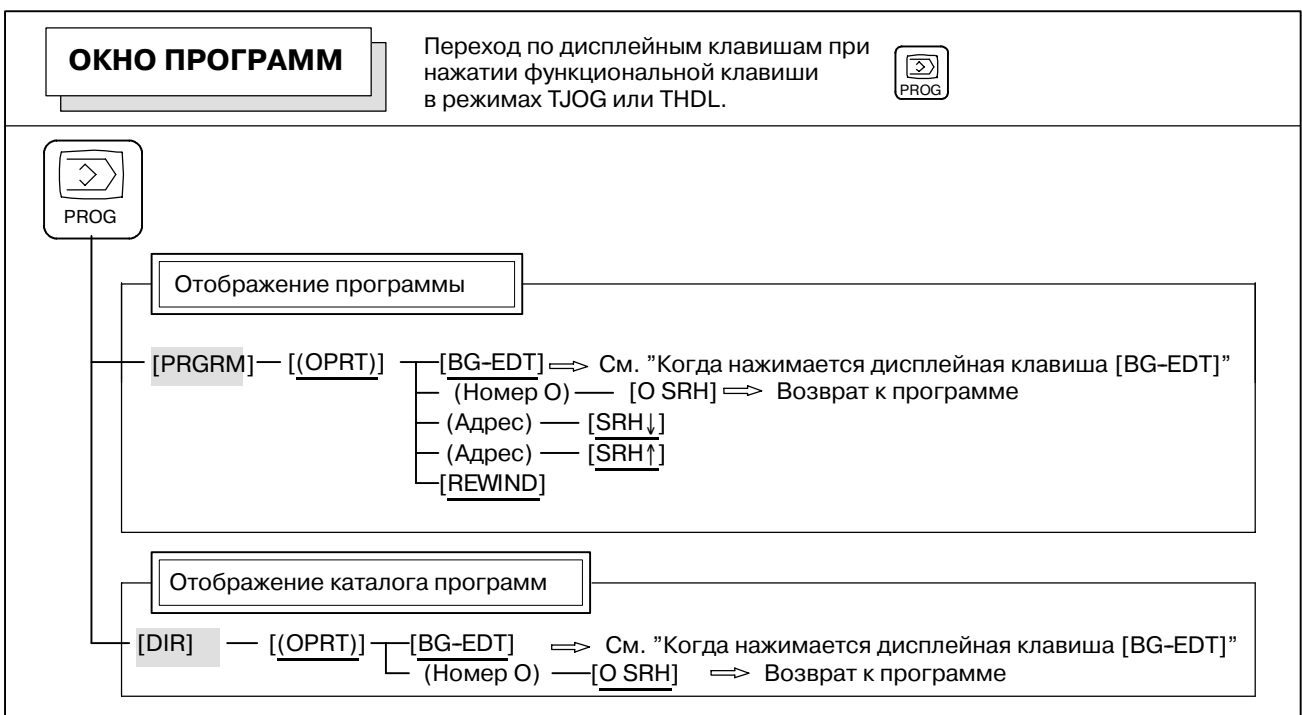 ОКНО ПРОГРАММ
Переход по дисплейным клавишам при
нажатии функциональной клавиши
в режимах TJOG или THDL.
PROG
PROG
Отображение программы
[PRGRM] [(OPRT)] [BG-EDT] См. ”Когда нажимается дисплейная клавиша [BG-EDT]”
(Номер O) [O SRH] Возврат к программе
(Адрес) [SRH↓]
(Адрес) [SRH↑]
[REWIND]
Отображение каталога программ
[DIR] [(OPRT)] [BG-EDT] См. ”Когда нажимается дисплейная клавиша [BG-EDT]”
(Номер O) [O SRH] Возврат к программе